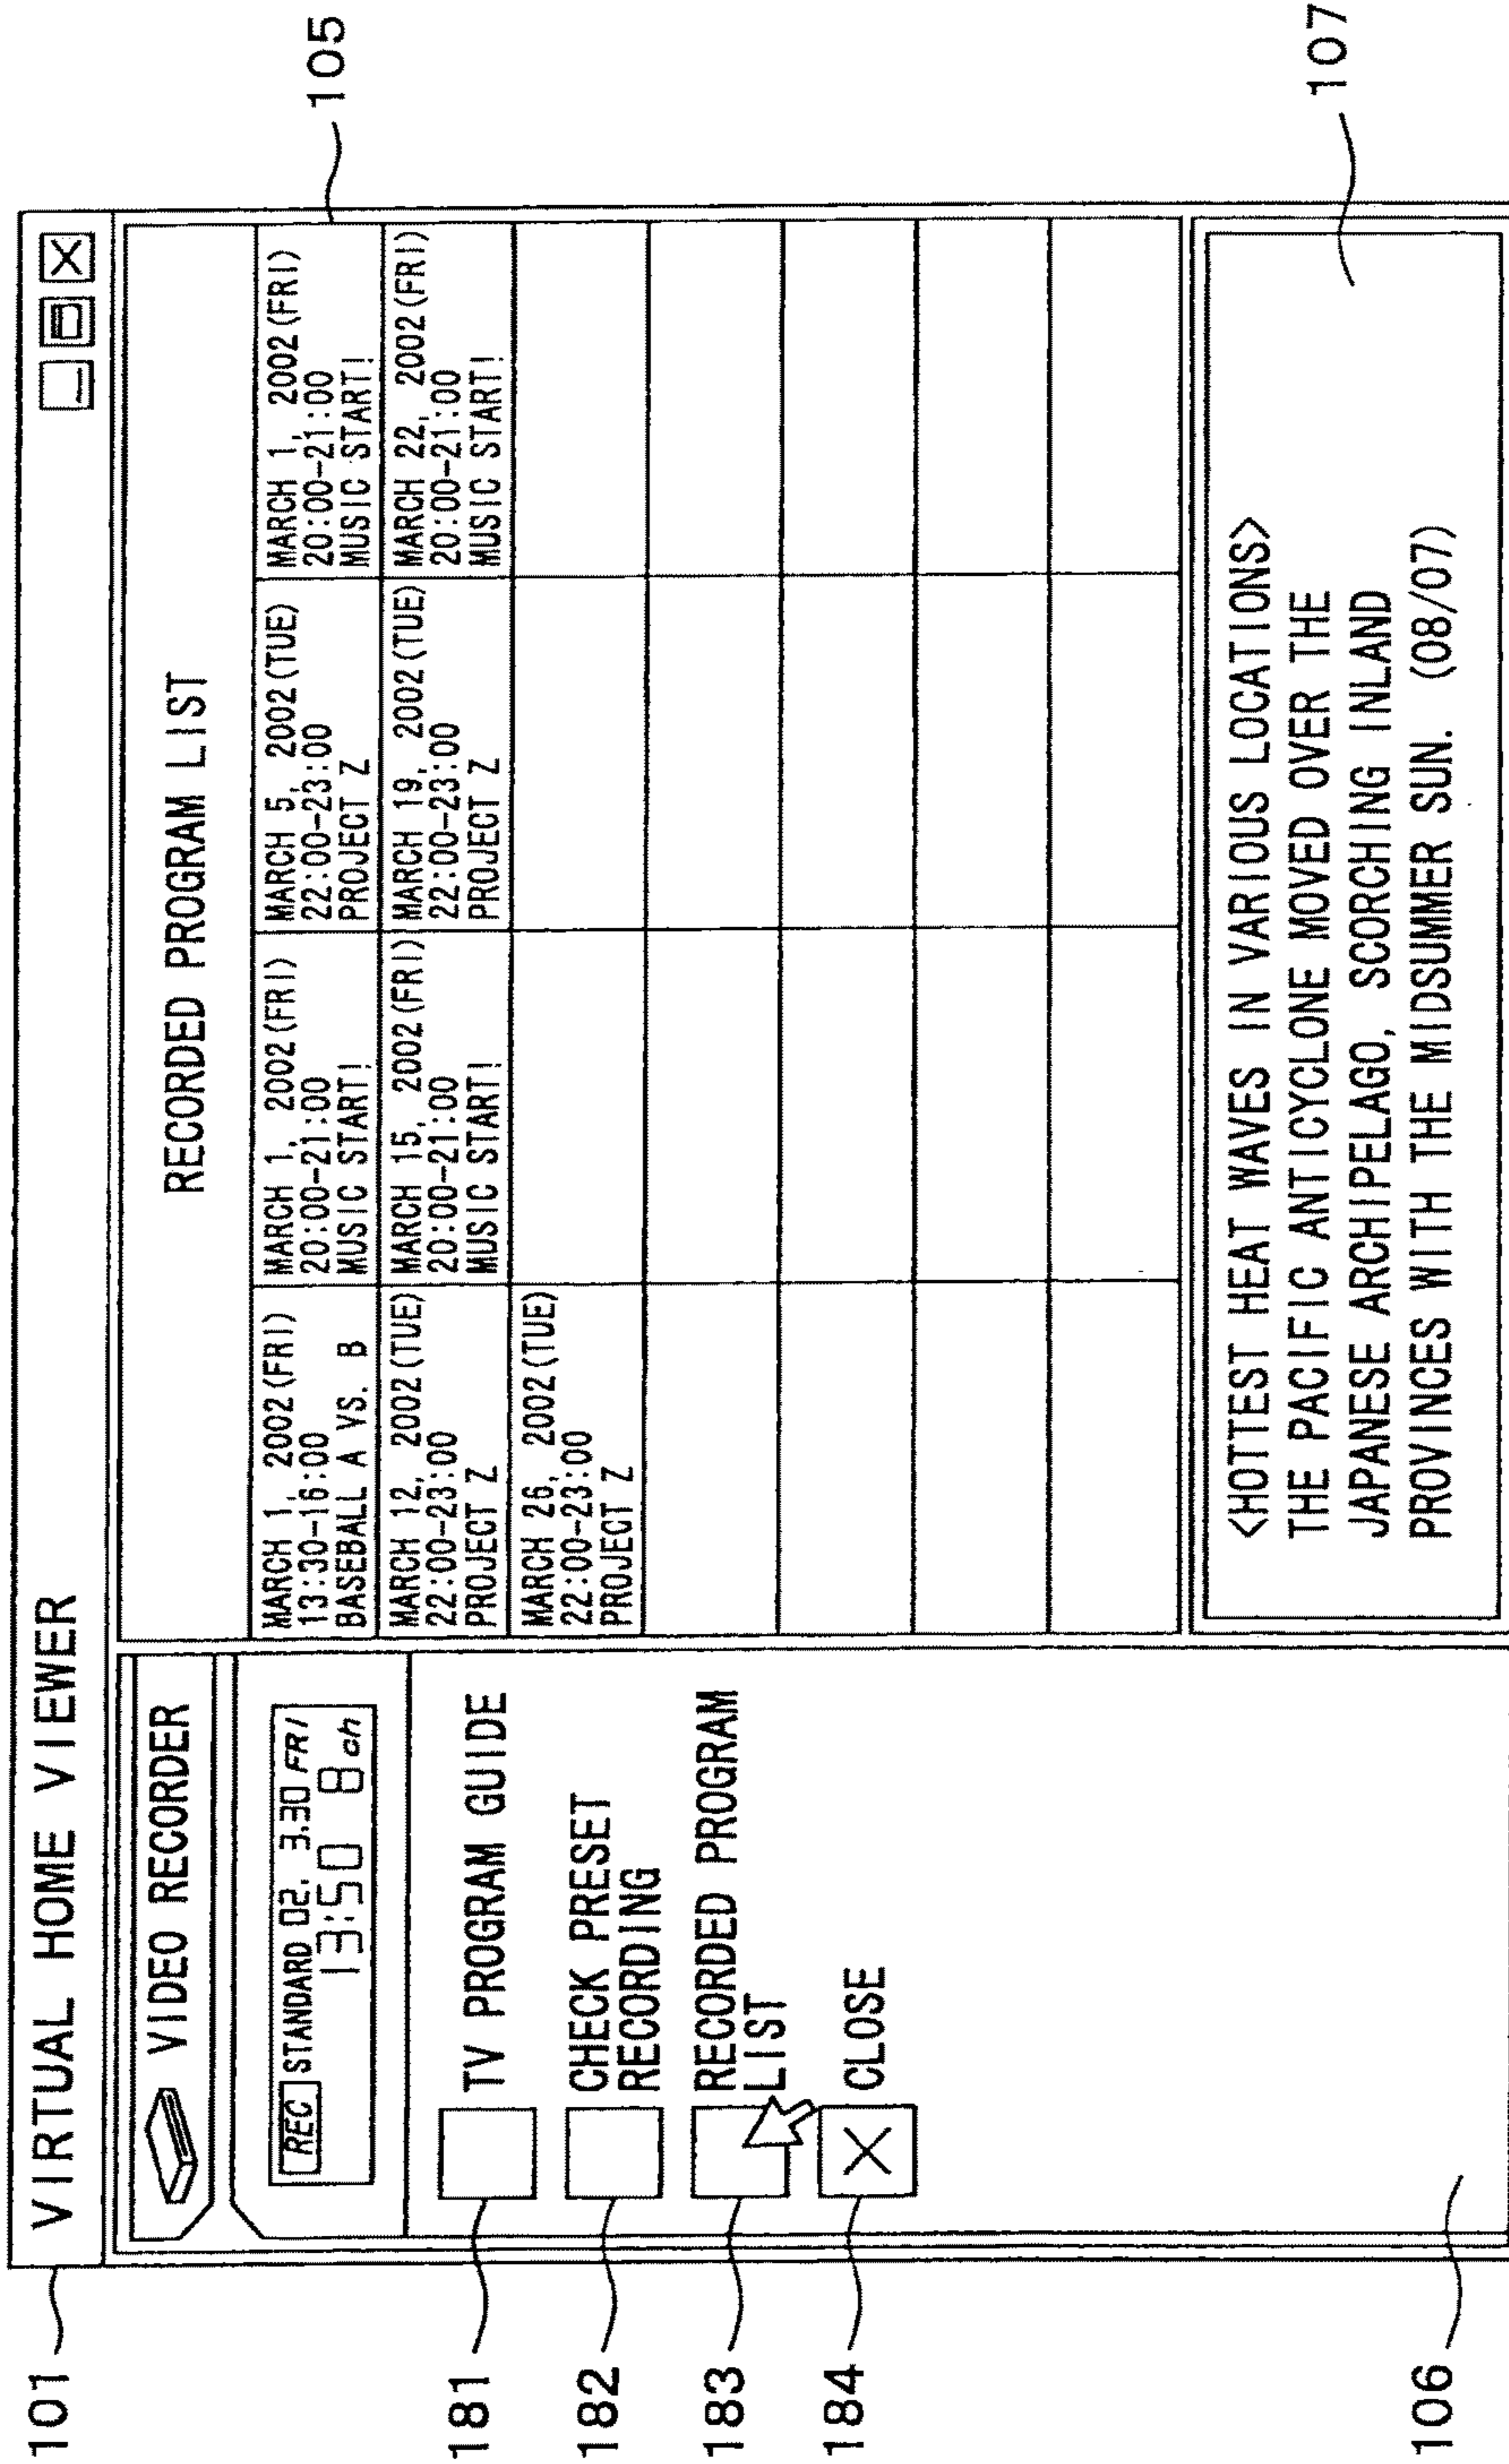 101
VIRTUAL HOME VIEWER
VIDEO RECORDER
REC STANDARD 02. 3.30 FRI
13:50 8ch
181
TV PROGRAM GUIDE
182
CHECK PRESET
RECORDING
183
RECORDED PROGRAM
LIST
184
CLOSE
106
RECORDED PROGRAM LIST
105
MARCH 1, 2002(FRI)
13:30-16:00
BASEBALL A VS. B
MARCH 1, 2002(FRI)
20:00-21:00
MUSIC START!
MARCH 5, 2002(TUE)
22:00-23:00
PROJECT Z
MARCH 1, 2002(FRI)
20:00-21:00
MUSIC START!
MARCH 12, 2002(TUE)
22:00-23:00
PROJECT Z
MARCH 15, 2002(FRI)
20:00-21:00
MUSIC START!
MARCH 19, 2002(TUE)
22:00-23:00
PROJECT Z
MARCH 22, 2002(FRI)
20:00-21:00
MUSIC START!
MARCH 26, 2002(TUE)
22:00-23:00
PROJECT Z
107
<HOTTEST HEAT WAVES IN VARIOUS LOCATIONS>
THE PACIFIC ANTICYCLONE MOVED OVER THE
JAPANESE ARCHIPELAGO, SCORCHING INLAND
PROVINCES WITH THE MIDSUMMER SUN. (08/07)